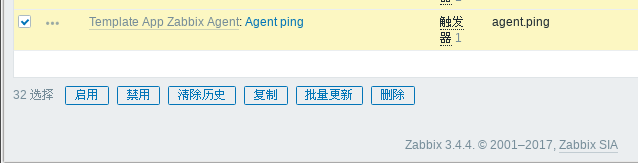 Template App Zabbix Agent: Agent ping 触发器 1 agent.ping
32 选择 启用 禁用 清除历史 复制 批量更新 删除
Zabbix 3.4.4. © 2001–2017, Zabbix SIA